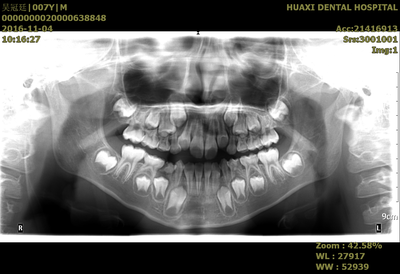 吴冠廷|007Y|M
0000000020000638848
2016-11-04
10:16:27
HUAXI DENTAL HOSPITAL
Acc:21416913
Srs:3001001
Img:1
9cm
R
L
Zoom : 42.58%
WL : 27917
WW : 52939